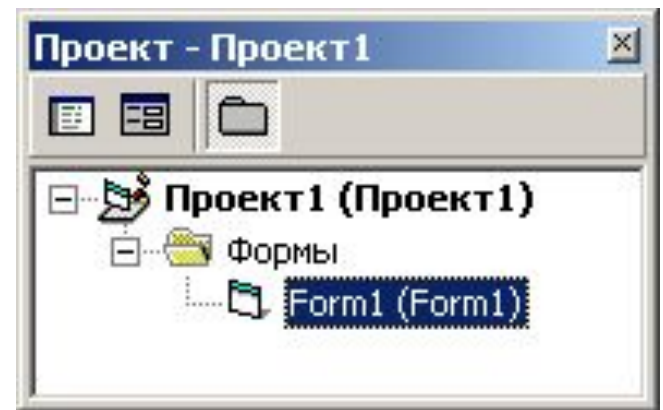 Проект - Проект1
Проект1 (Проект1)
Формы
Form1 (Form1)